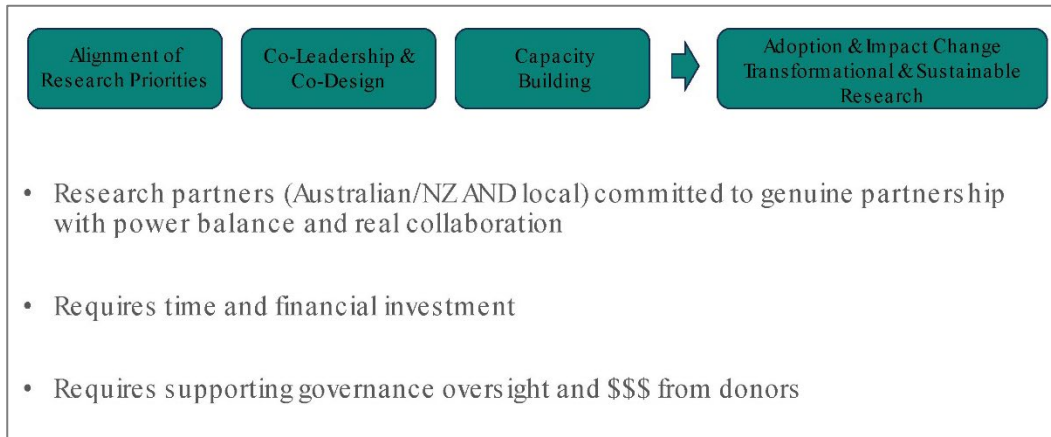 Alignment of
Research Priorities
Co-Leadership &
Co-Design
Capacity
Building
Adoption & Impact Change
Transformational & Sustainable
Research
• Research partners (Australian/NZ AND local) committed to genuine partnership
with power balance and real collaboration
• Requires time and financial investment
• Requires supporting governance oversight and $$$ from donors